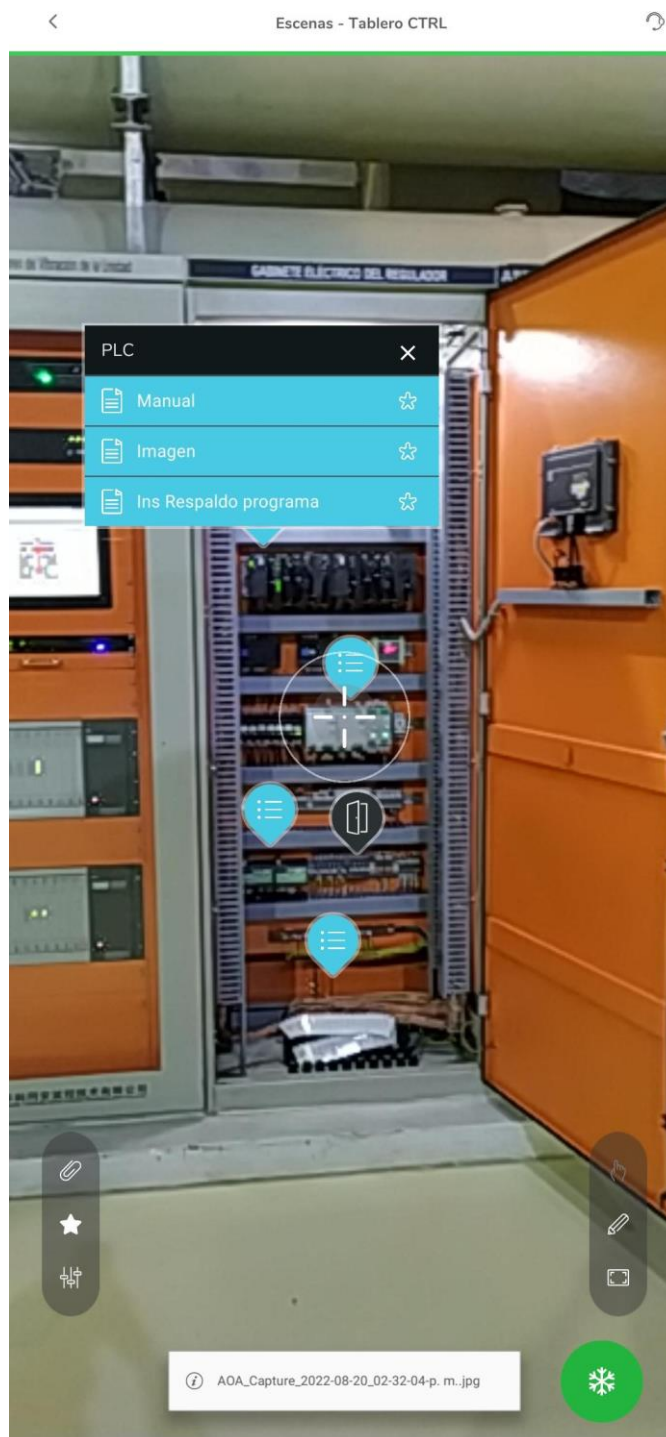 Escenas - Tablero CTRL
GABINETE ELÉCTRICO DEL REGULADOR
PLC
Manual
Imagen
Ins Respaldo programa
AOA_Capture_2022-08-20_02-32-04-p. m..jpg